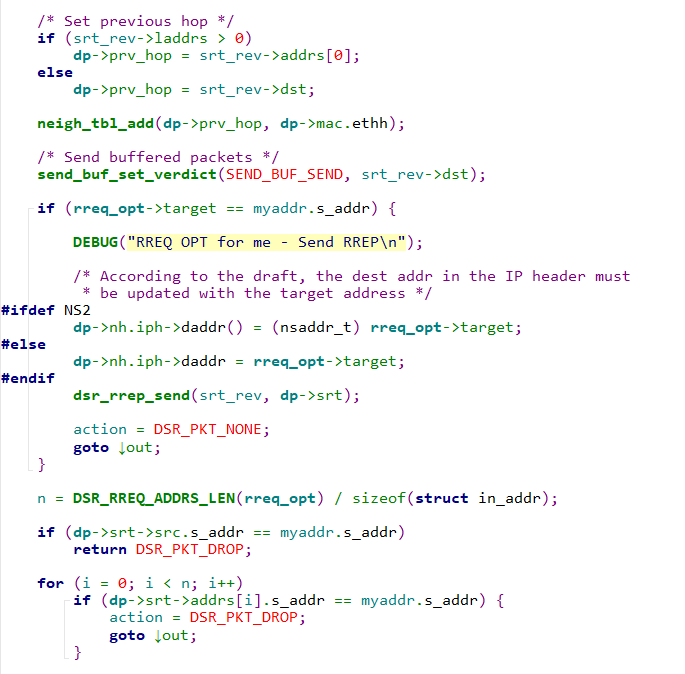 /* Set previous hop */
if (srt_rev->laddrs > 0)
dp->prv_hop = srt_rev->addrs[0];
else
dp->prv_hop = srt_rev->dst;
neigh_tbl_add(dp->prv_hop, dp->mac.ethh);
/* Send buffered packets */
send_buf_set_verdict(SEND_BUF_SEND, srt_rev->dst);
if (rreq_opt->target == myaddr.s_addr) {
DEBUG("RREQ OPT for me - Send RREP\n");
/* According to the draft, the dest addr in the IP header must
* be updated with the target address */
#ifdef NS2
dp->nh.iph->daddr() = (nsaddr_t) rreq_opt->target;
#else
dp->nh.iph->daddr = rreq_opt->target;
#endif
dsr_rrep_send(srt_rev, dp->srt);
action = DSR_PKT_NONE;
goto ↓out;
}
n = DSR_RREQ_ADDRS_LEN(rreq_opt) / sizeof(struct in_addr);
if (dp->srt->src.s_addr == myaddr.s_addr)
return DSR_PKT_DROP;
for (i = 0; i < n; i++)
if (dp->srt->addrs[i].s_addr == myaddr.s_addr) {
action = DSR_PKT_DROP;
goto ↓out;
}